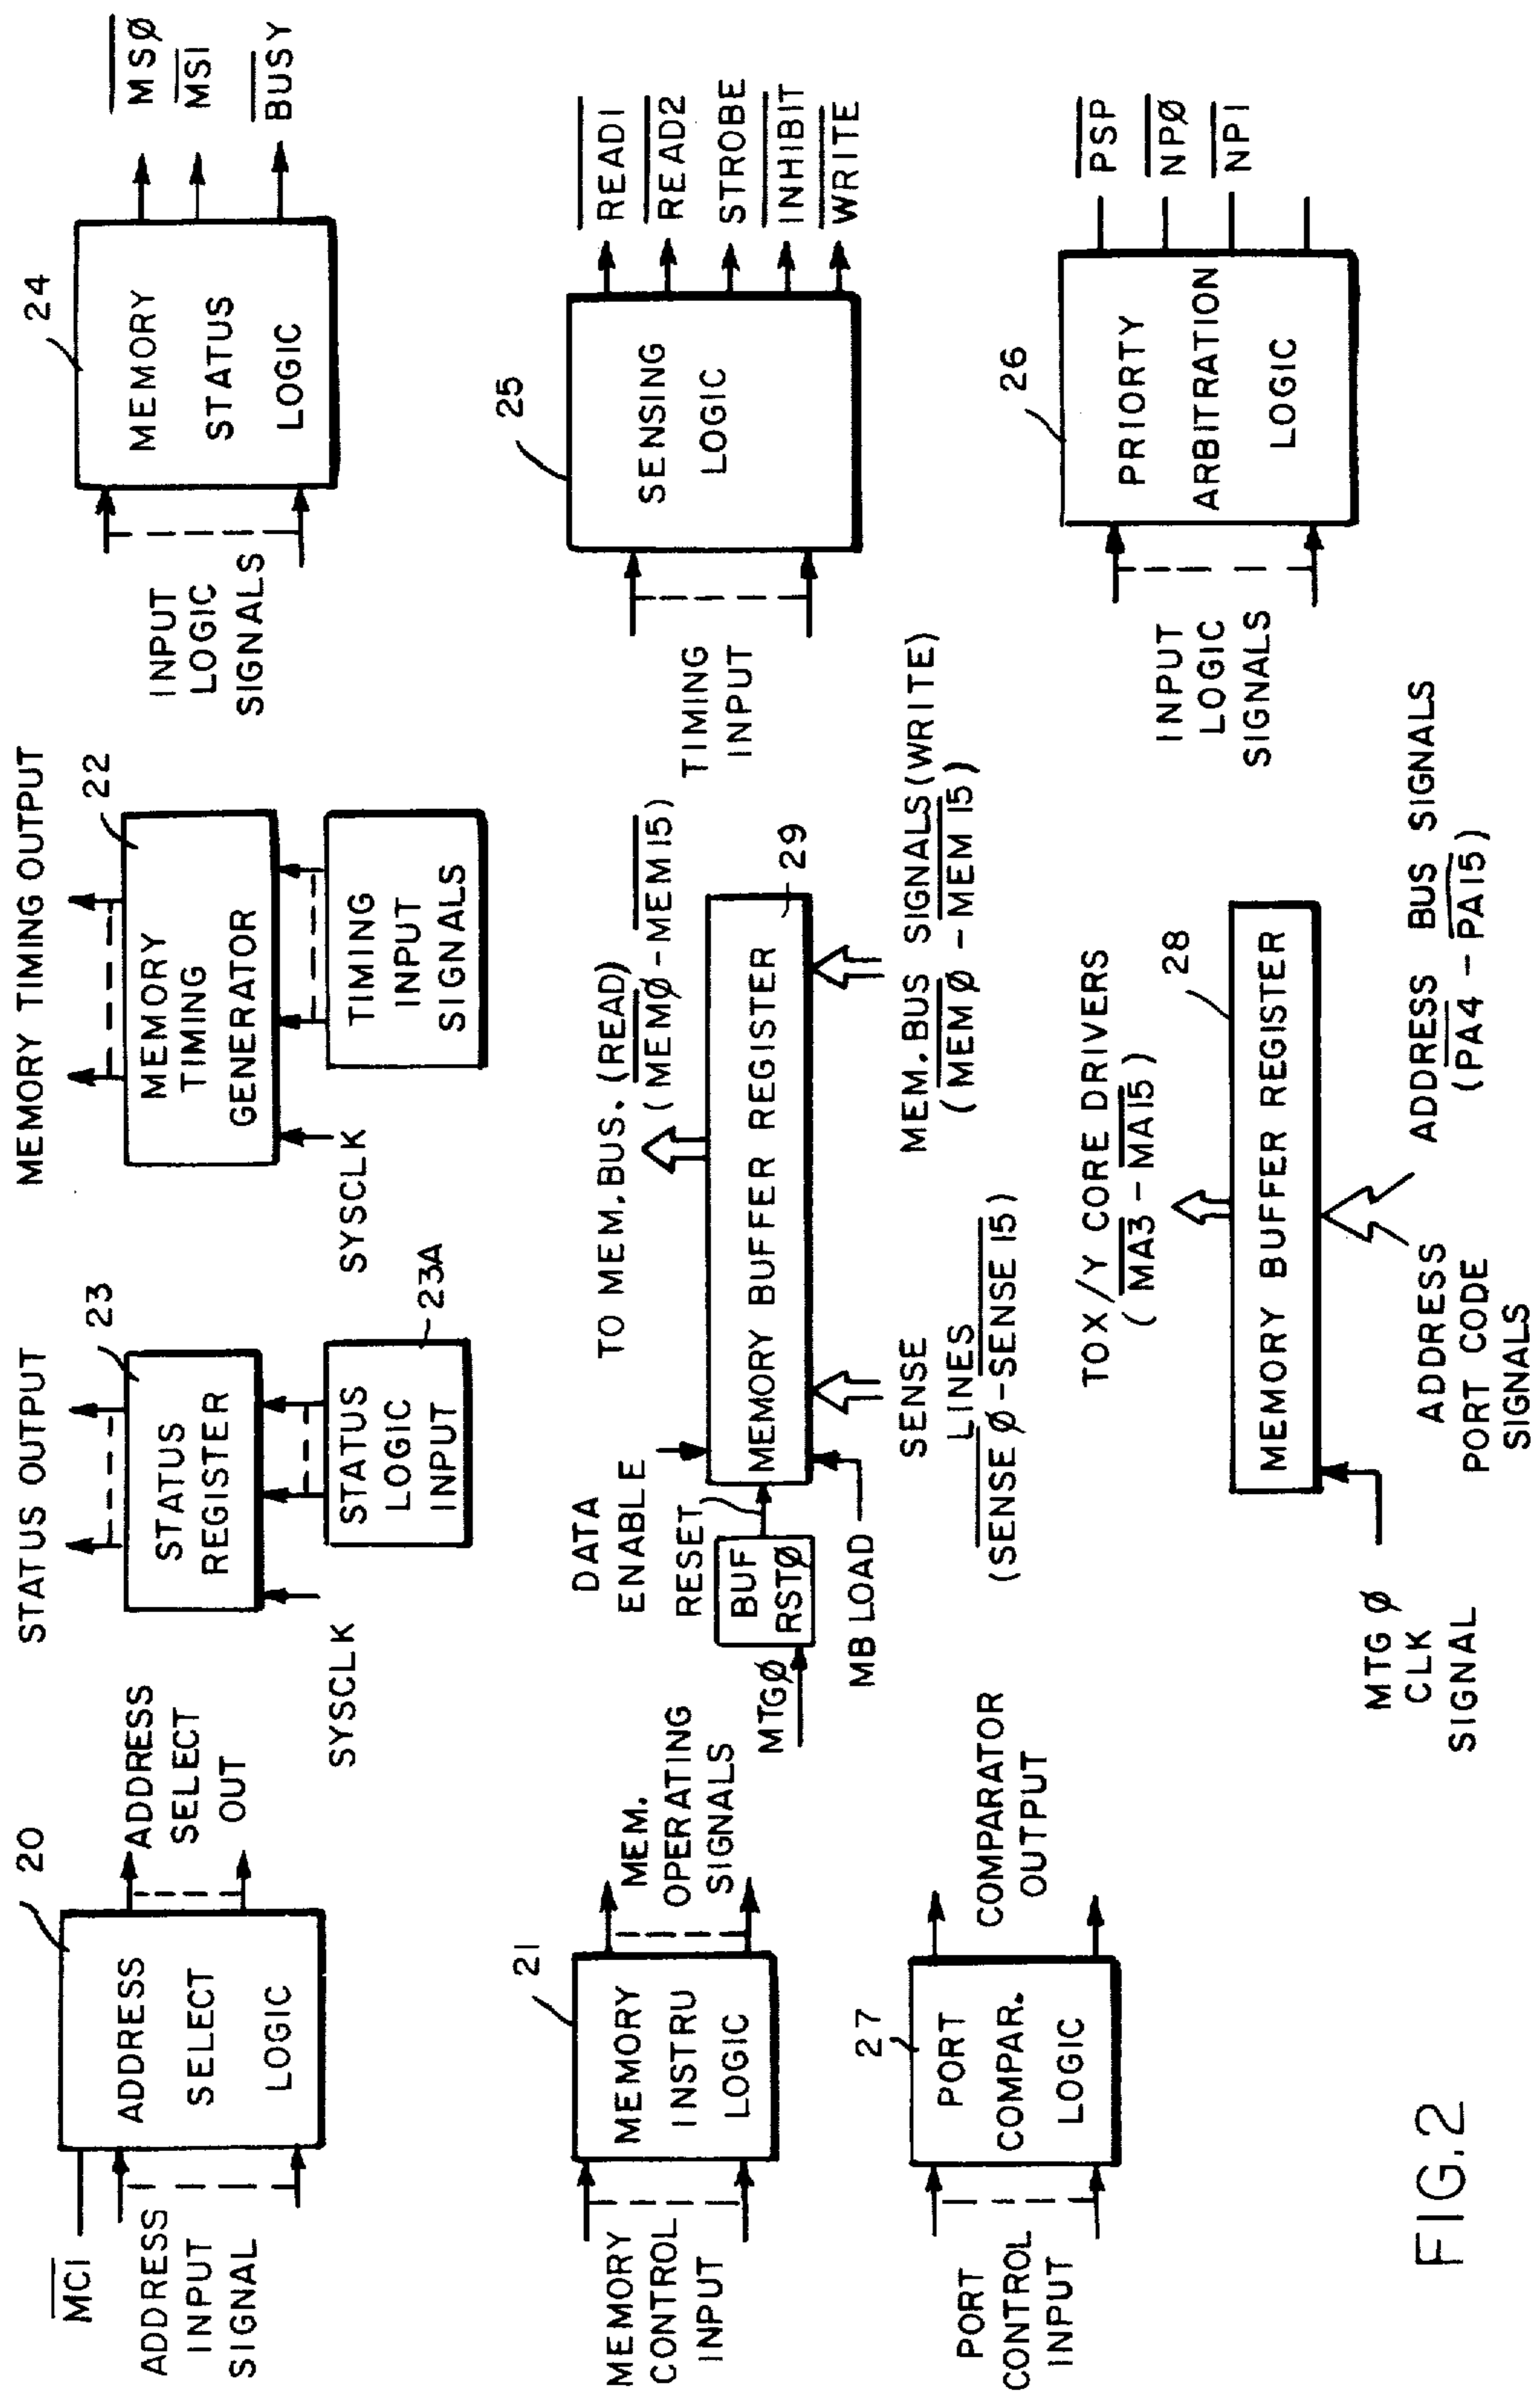 20
MCI
ADDRESS
INPUT
SIGNAL
ADDRESS
SELECT
LOGIC
ADDRESS
SELECT
OUT
STATUS OUTPUT
23
STATUS
REGISTER
SYSCLK
STATUS
LOGIC
INPUT
23A
MEMORY TIMING OUTPUT
22
MEMORY
TIMING
GENERATOR
SYSCLK
TIMING
INPUT
SIGNALS
24
INPUT
LOGIC
SIGNALS
MEMORY
STATUS
LOGIC
MSØ
MSI
BUSY
21
MEMORY
CONTROL
INPUT
MEMORY
INSTRU
LOGIC
MEM.
OPERATING
SIGNALS
DATA
ENABLE
RESET
BUF
RSTØ
MTGØ
MB LOAD
TO MEM. BUS. (READ)
(MEMØ-MEM15)
MEMORY BUFFER REGISTER
29
SENSE
LINES
(SENSE Ø-SENSE 15)
MEM. BUS SIGNALS (WRITE)
(MEM Ø - MEM 15)
25
TIMING
INPUT
SENSING
LOGIC
READ1
READ2
STROBE
INHIBIT
WRITE
27
PORT
CONTROL
INPUT
PORT
COMPAR.
LOGIC
COMPARATOR
OUTPUT
TOX/Y CORE DRIVERS
(MA3-MA15)
28
MEMORY BUFFER REGISTER
MTG Ø
CLK
SIGNAL
ADDRESS
PORT CODE
SIGNALS
ADDRESS BUS SIGNALS
(PA4-PA15)
26
INPUT
LOGIC
SIGNALS
PRIORTY
ARBITRATION
LOGIC
PSP
NPØ
NPI
FIG.2